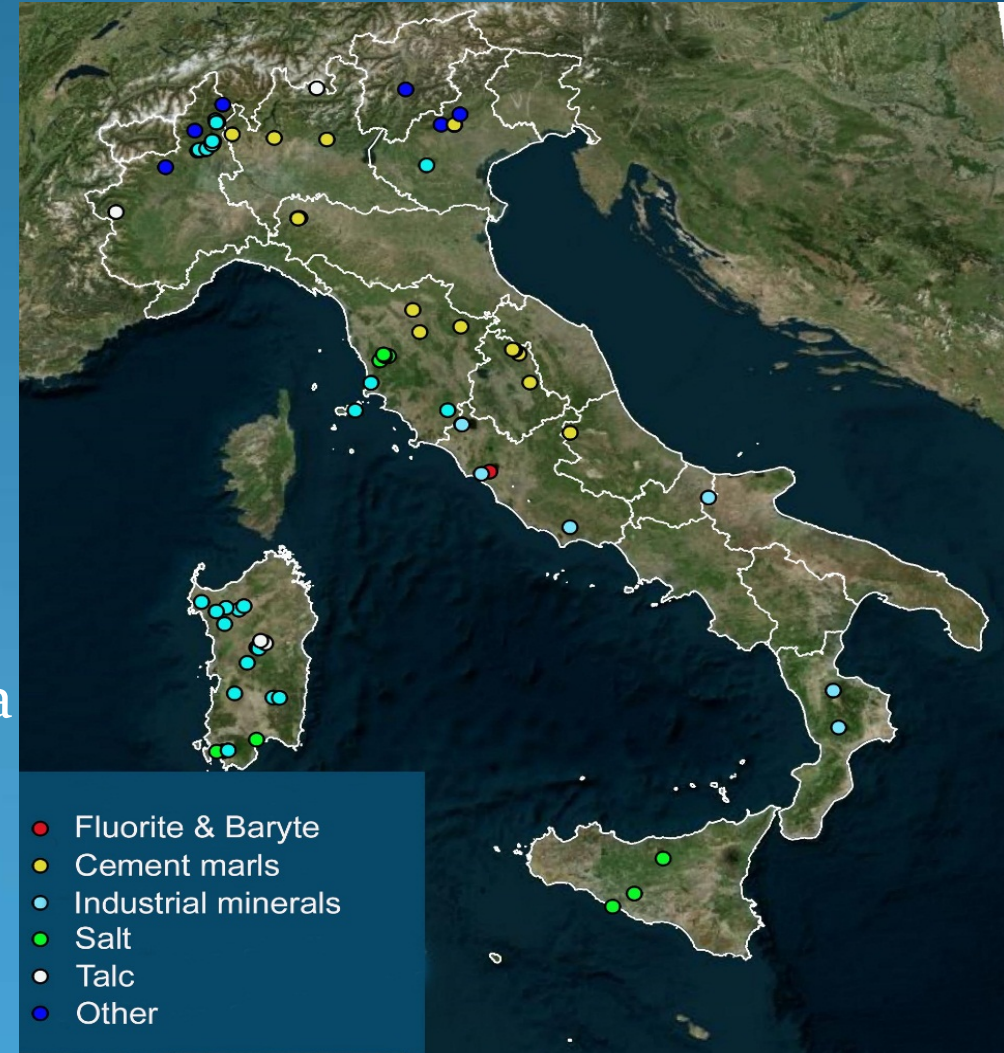 a
Fluorite & Baryte
Cement marls
Industrial minerals
Salt
Talc
Other